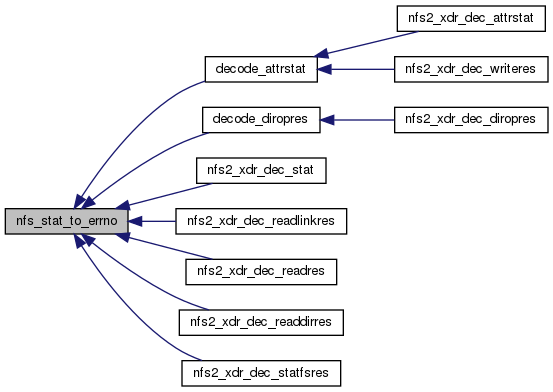 nfs2_xdr_dec_attrstat
decode_attrstat
nfs2_xdr_dec_writeres
decode_diropres
nfs2_xdr_dec_diropres
nfs2_xdr_dec_stat
nfs_stat_to_errno
nfs2_xdr_dec_readlinkres
nfs2_xdr_dec_readres
nfs2_xdr_dec_readdirres
nfs2_xdr_dec_statfsres